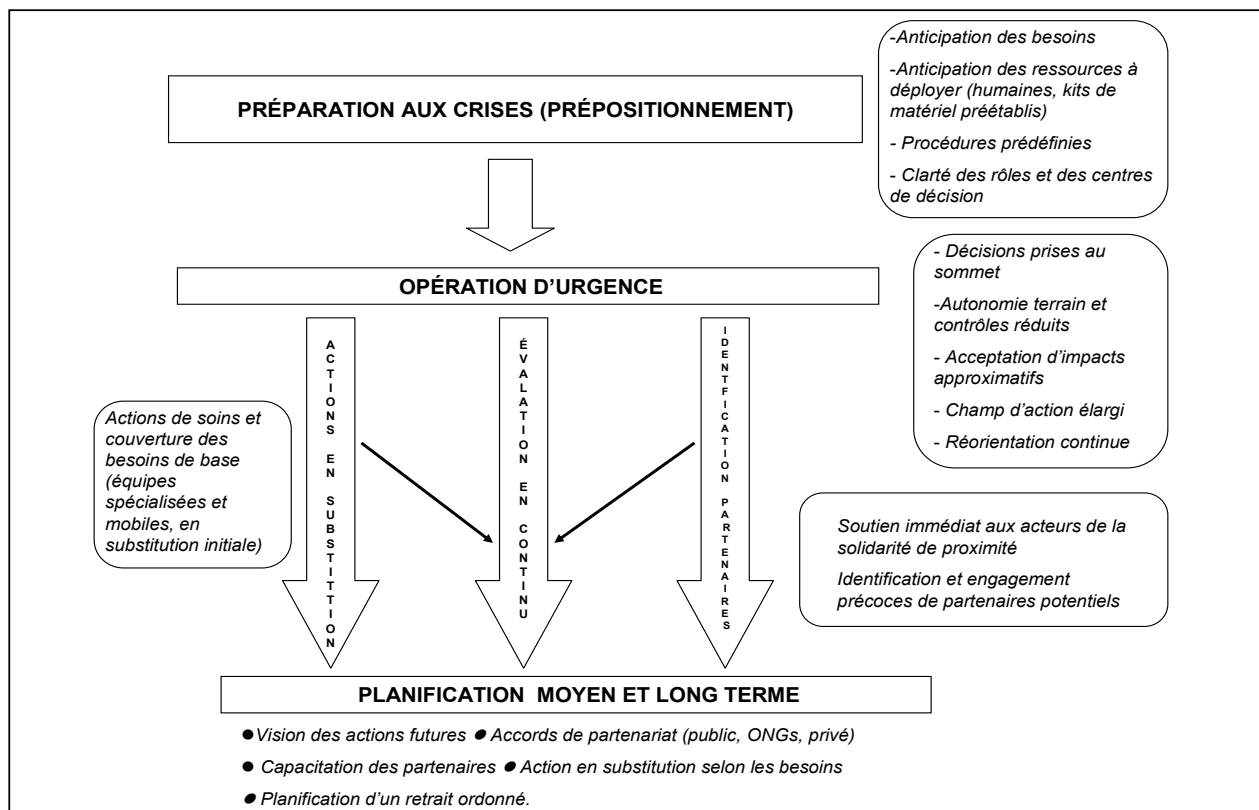 PRÉPARATION AUX CRISES (PRÉPOSITIONNEMENT)
-Anticipation des besoins
-Anticipation des ressources à
déployer (humaines, kits de
matériel préétablis)
- Procédures prédéfinies
- Clarté des rôles et des centres
de décision
OPÉRATION D'URGENCE
- Décisions prises au
sommet
-Autonomie terrain et
contrôles réduits
- Acceptation d'impacts
approximatifs
- Champ d'action élargi
- Réorientation continue
Actions de soins et
couverture des
besoins de base
(équipes
spécialisées et
mobiles, en
substitution initiale)
ACTIONS EN SUBSTITTION
ÉVALATION EN CONTINU
IDENTFICATION PARTENAIRES
Soutien immédiat aux acteurs de la
solidarité de proximité
Identification et engagement
précoces de partenaires potentiels
PLANIFICATION MOYEN ET LONG TERME
●Vision des actions futures ● Accords de partenariat (public, ONGs, privé)
● Capacitation des partenaires ● Action en substitution selon les besoins
● Planification d'un retrait ordonné.